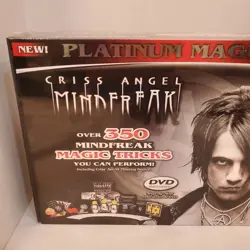 NEW!
PLATINUM MAG
CRISS ANGEL
MINDFREAK
OVER 350
MINDFREAK
MAGIC TRICKS
YOU CAN PERFORM!
DVD